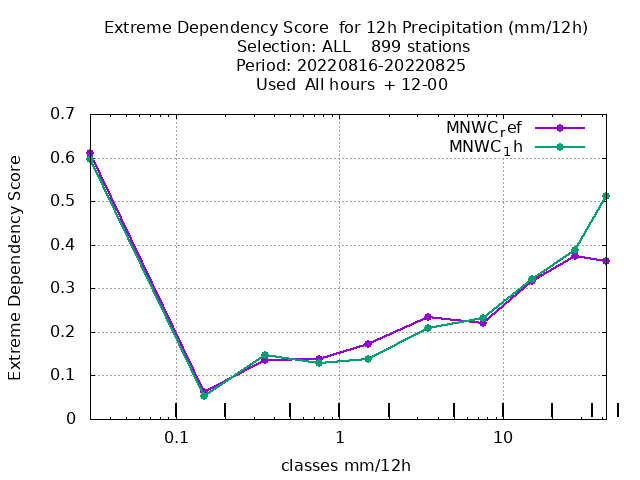 Extreme Dependency Score  for 12h Precipitation (mm/12h)
Selection: ALL    899 stations
Period: 20220816-20220825
Used  All hours  + 12-00
MNWCref
MNWC1h
Extreme Dependency Score
0.7
0.6
0.5
0.4
0.3
0.2
0.1
0
0.1 1 10
classes mm/12h